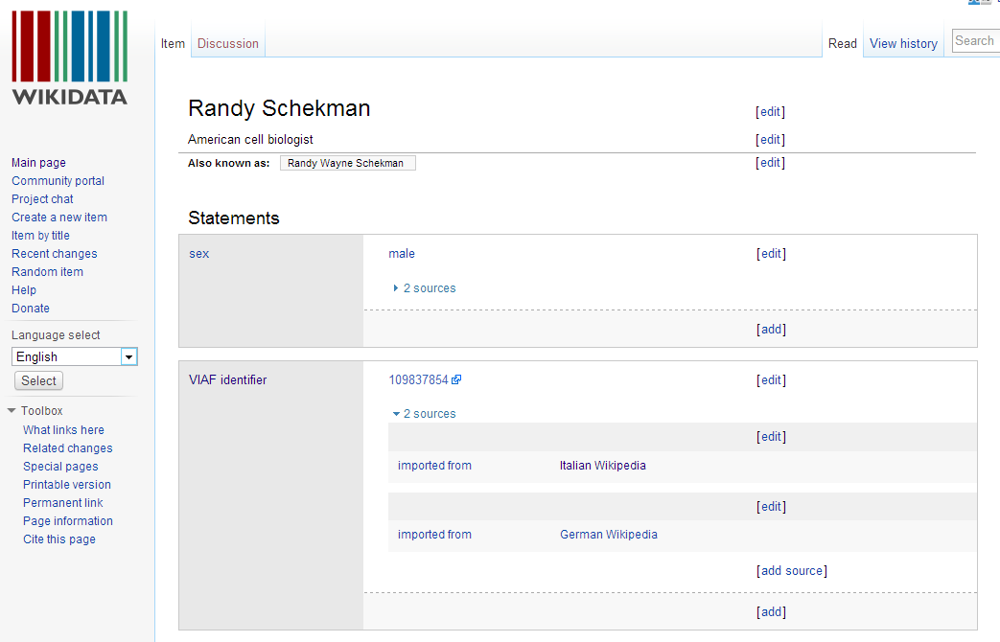 WIKIDATA
Item Discussion Read View history Search
Randy Schekman [edit]
American cell biologist [edit]
Also known as: Randy Wayne Schekman [edit]
Main page
Community portal
Project chat
Create a new item
Item by title
Recent changes
Random item
Help
Donate
Language select
English
Select
Toolbox
What links here
Related changes
Special pages
Printable version
Permanent link
Page information
Cite this page
Statements
sex male [edit]
2 sources
[add]
VIAF identifier 109837854 [edit]
2 sources
[edit]
imported from Italian Wikipedia
[edit]
imported from German Wikipedia
[add source]
[add]